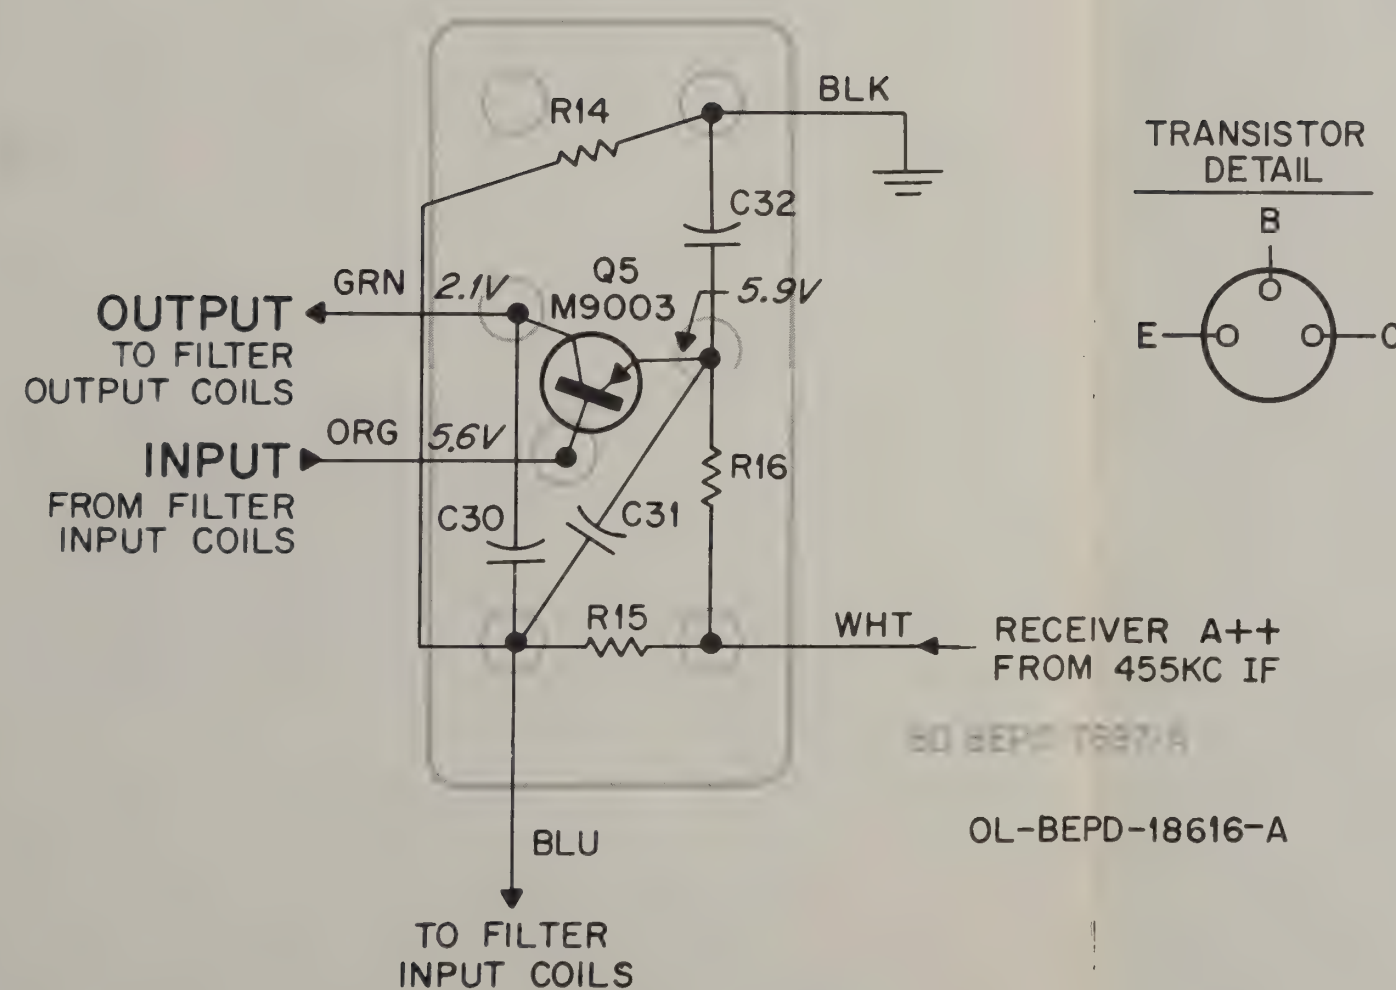 BLK
R14
TRANSISTOR
DETAIL
B
C32
E
C
GRN
2.1V
Q5
M9003
5.9V
OUTPUT
TO FILTER
OUTPUT COILS
ORG
5.6V
INPUT
FROM FILTER
INPUT COILS
R16
C30
C31
R15
WHT
RECEIVER A++
FROM 455KC IF
OL-BEPD-18616-A
BLU
TO FILTER
INPUT COILS